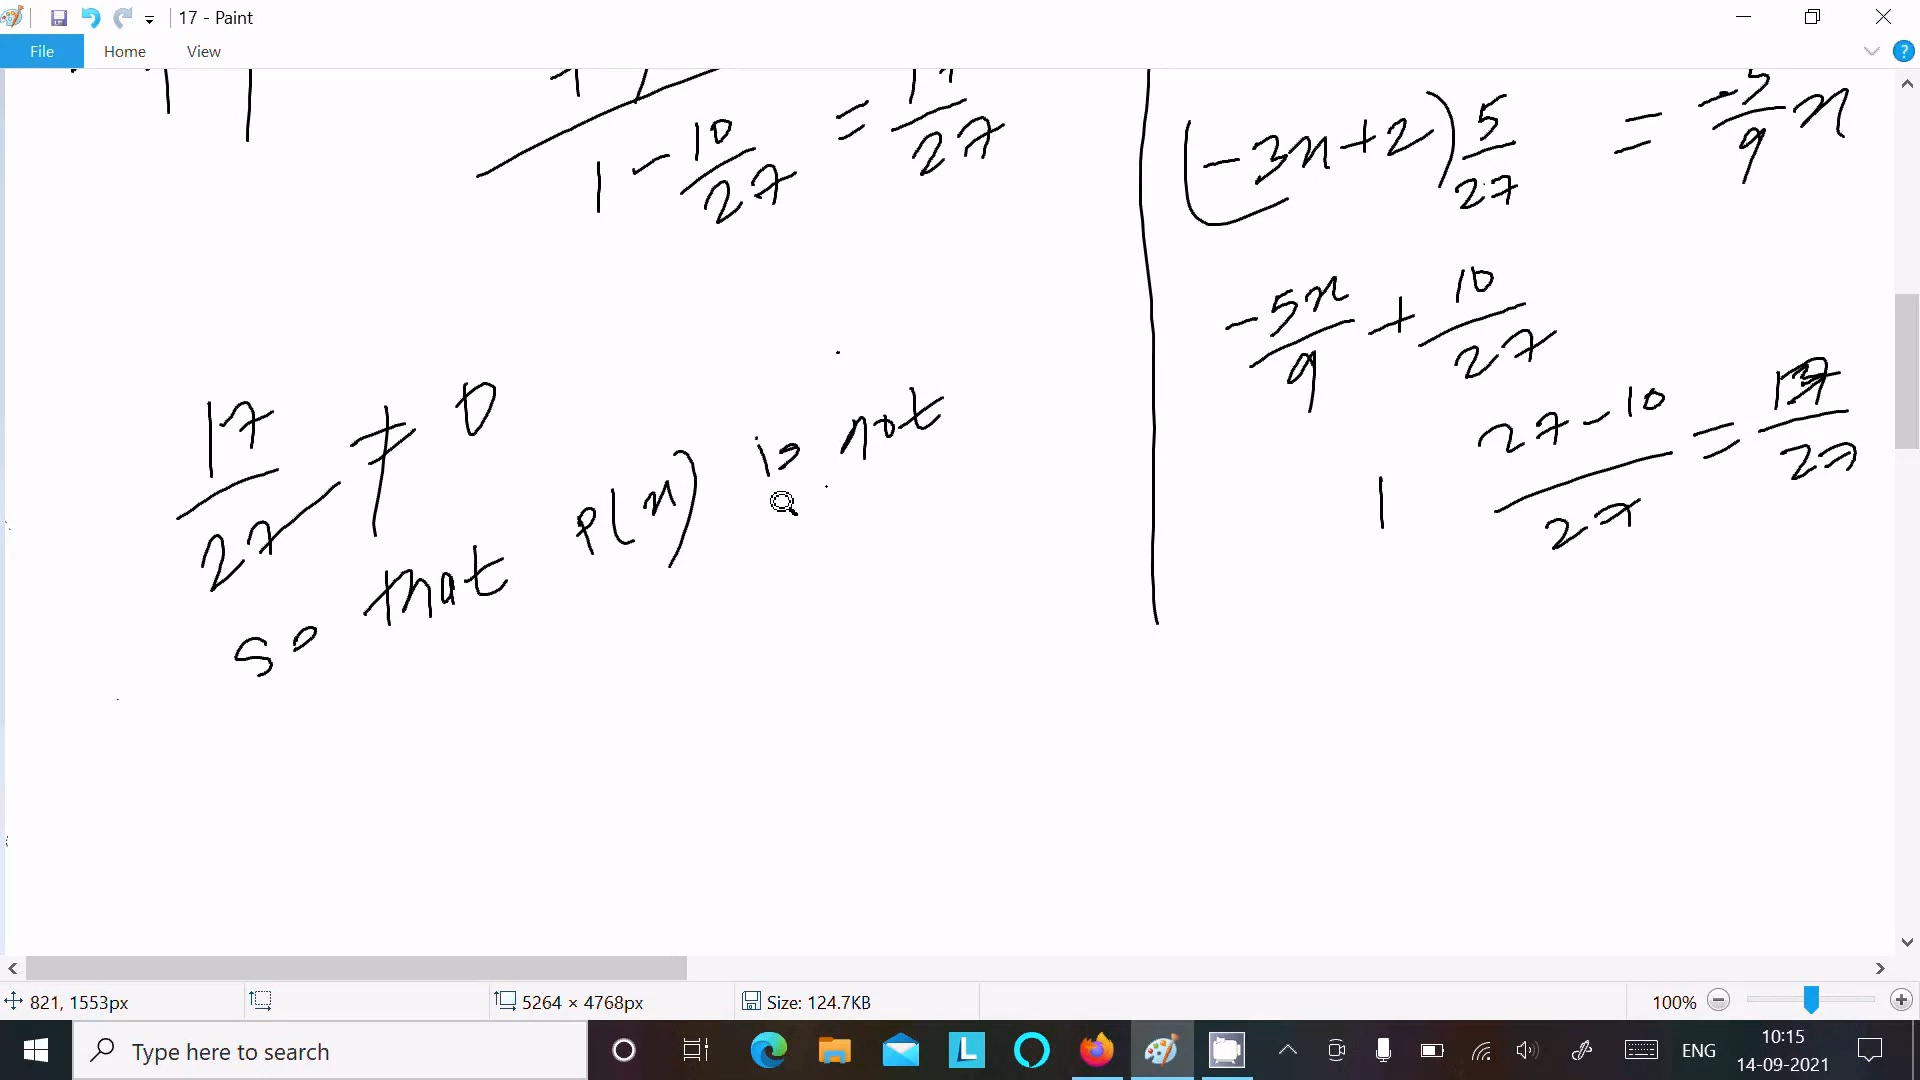 17 - Paint
File Home View
1 - 10/27 = 17/27
17/27 ≠ 0
so that p(x) is not
(-3x+2) 5/27 = -5/9 x
-5x/9 + 10/27
1 27-10/27 = 17/27
821, 1553px 5264 × 4768px Size: 124.7KB 100%
Type here to search
ENG 10:15
14-09-2021